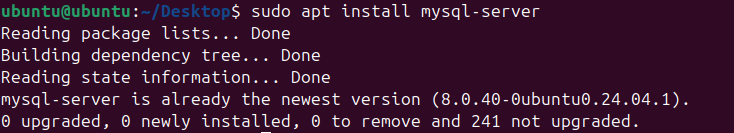 ubuntu@ubuntu:~/Desktop$ sudo apt install mysql-server
Reading package lists... Done
Building dependency tree... Done
Reading state information... Done
mysql-server is already the newest version (8.0.40-0ubuntu0.24.04.1).
0 upgraded, 0 newly installed, 0 to remove and 241 not upgraded.